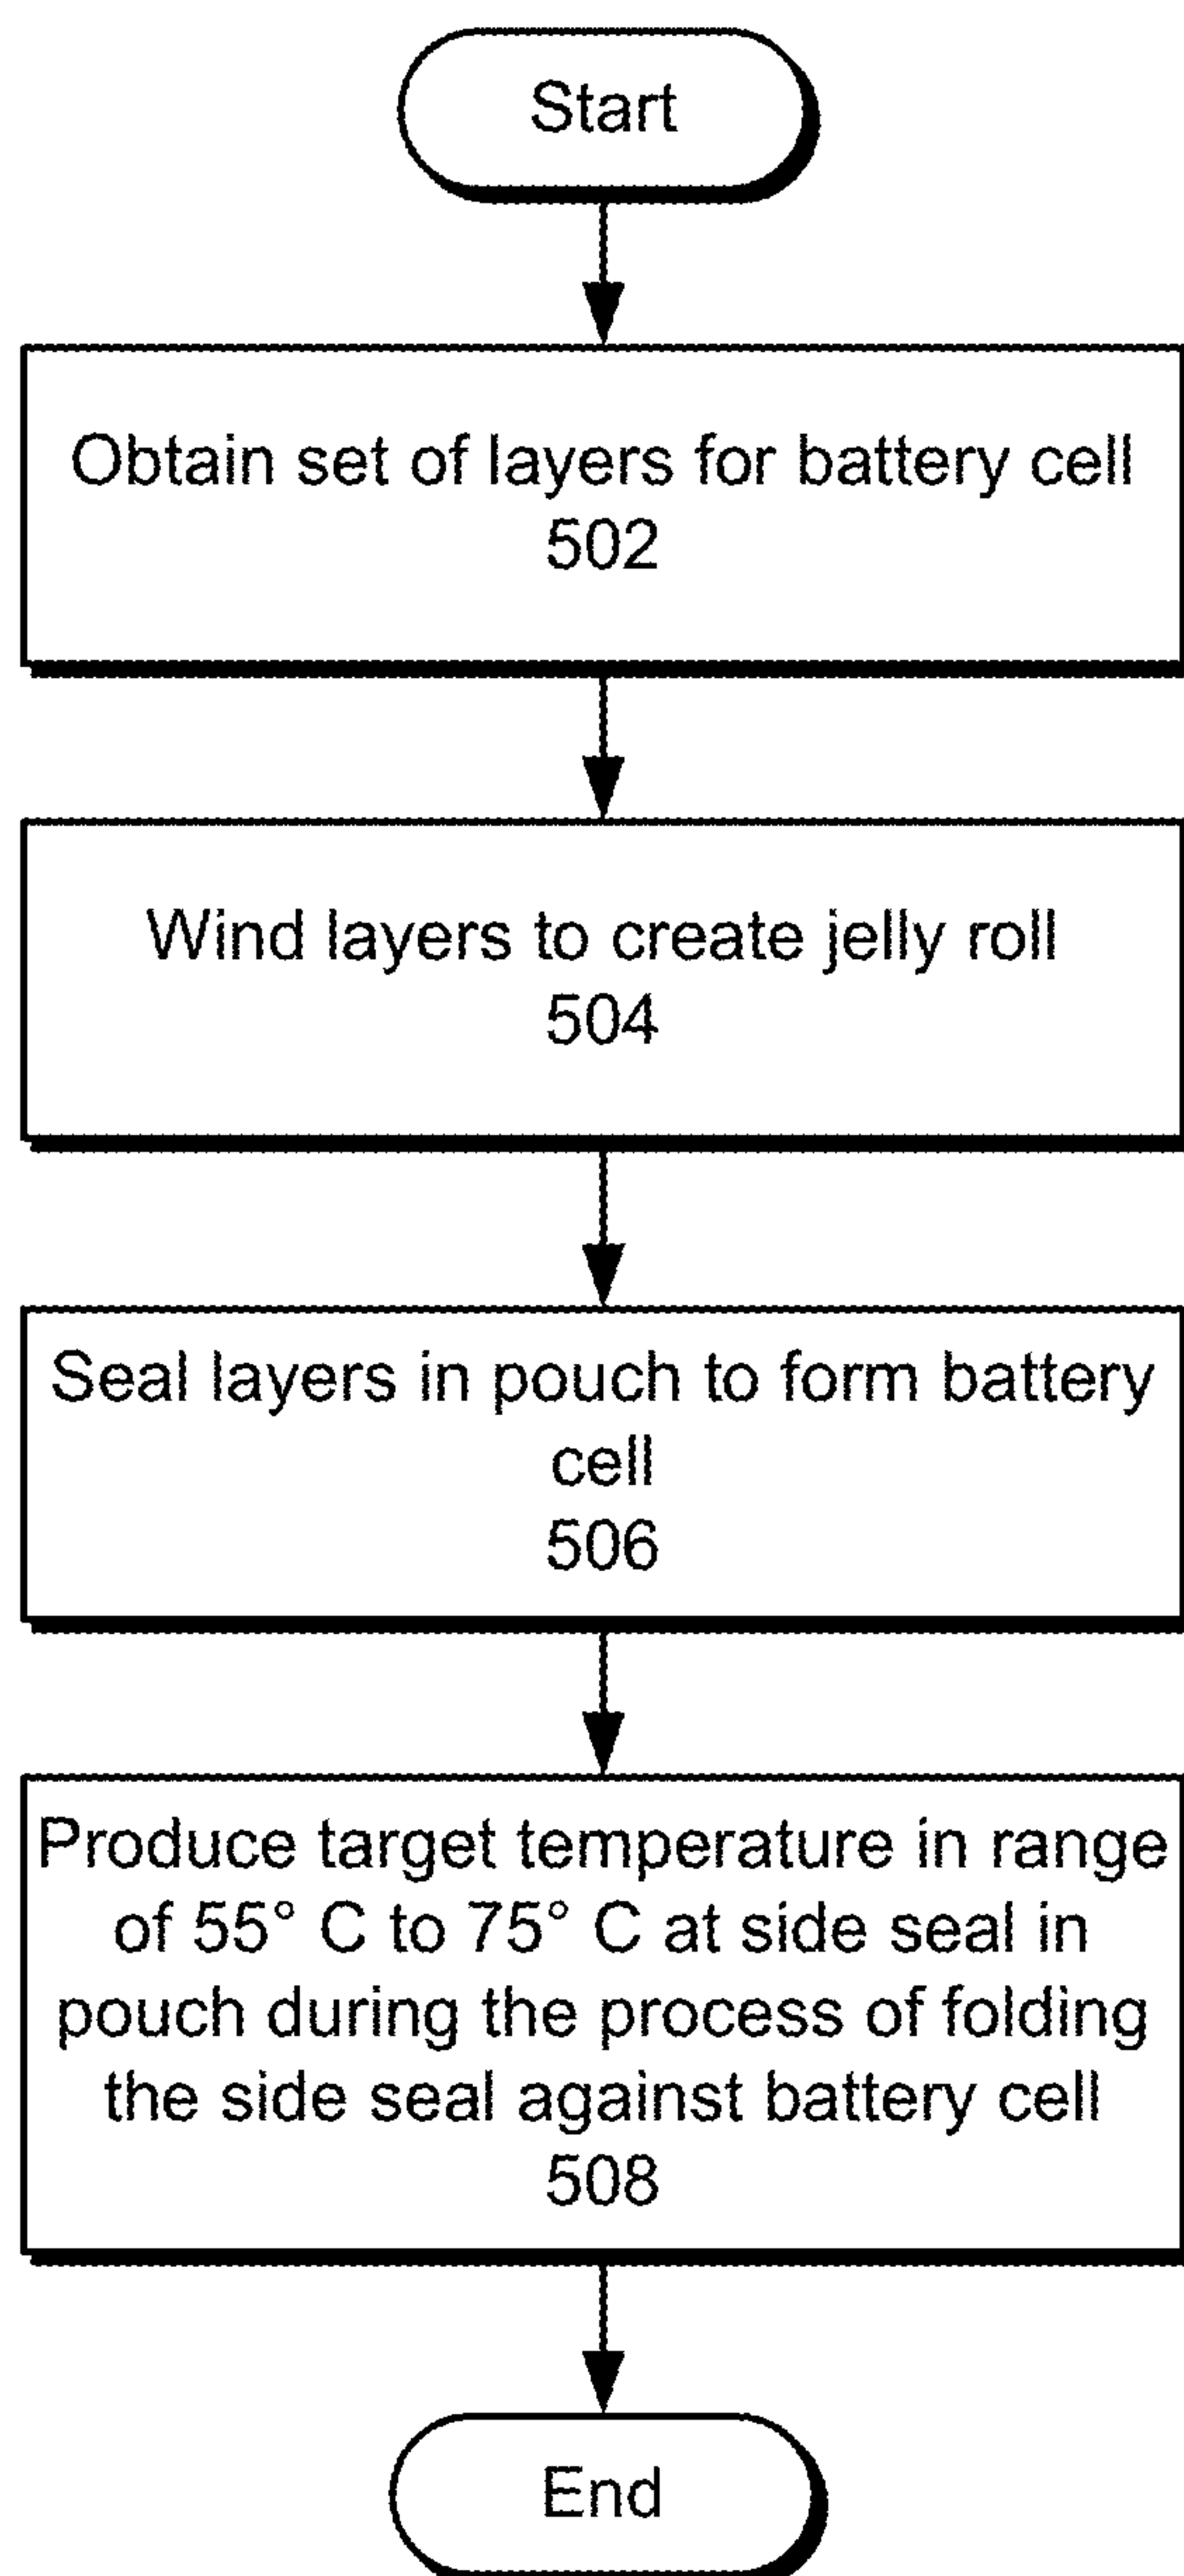 Start
Obtain set of layers for battery cell
502
Wind layers to create jelly roll
504
Seal layers in pouch to form battery
cell
506
Produce target temperature in range
of 55° C to 75° C at side seal in
pouch during the process of folding
the side seal against battery cell
508
End